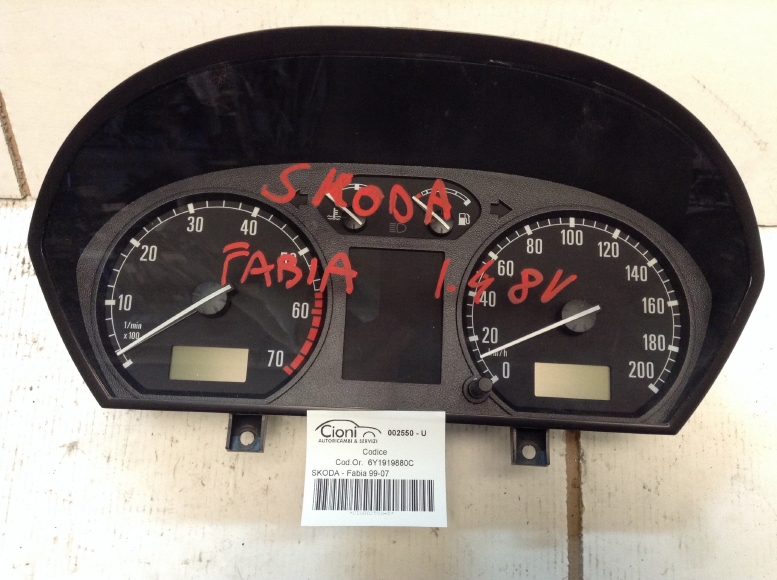 SKODA
FABIA 1.4 8V
10 20 30 40 60 70
1/min
x 100
0 20 40 60 80 100 120 140 160 180 200
km/h
Cioni
AUTORICAMBI & SERVIZI
002550 - U
Codice
Cod.Or. 6Y1919880C
SKODA - Fabia 99-07